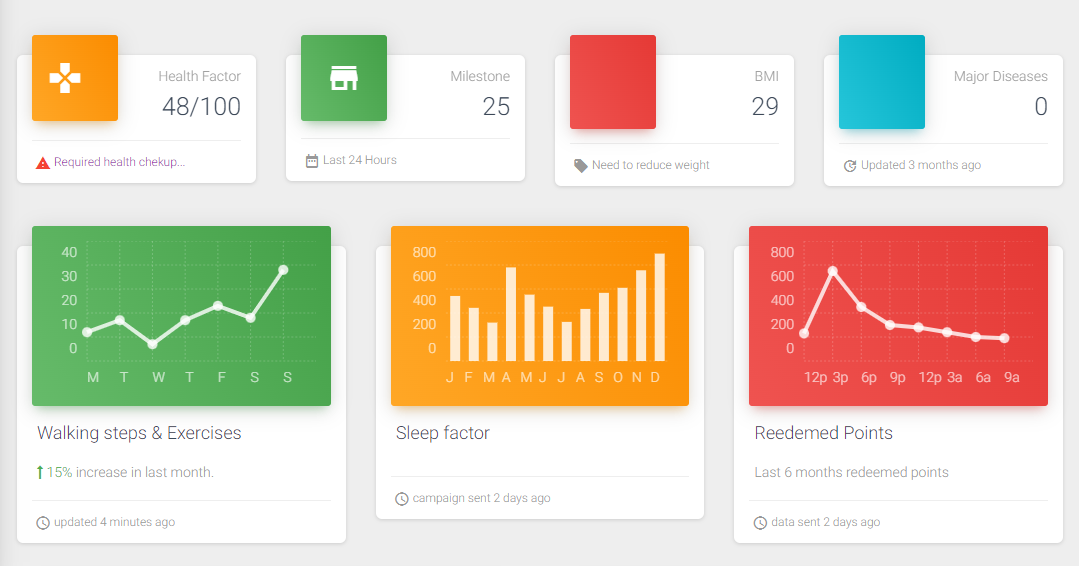 Health Factor
48/100
Required health chekup...
Milestone
25
Last 24 Hours
BMI
29
Need to reduce weight
Major Diseases
0
Updated 3 months ago
40
30
20
10
0
M T W T F S S
Walking steps & Exercises
15% increase in last month.
updated 4 minutes ago
800
600
400
200
0
J F M A M J J A S O N D
Sleep factor
campaign sent 2 days ago
800
600
400
200
0
12p 3p 6p 9p 12p 3a 6a 9a
Reedemed Points
Last 6 months redeemed points
data sent 2 days ago